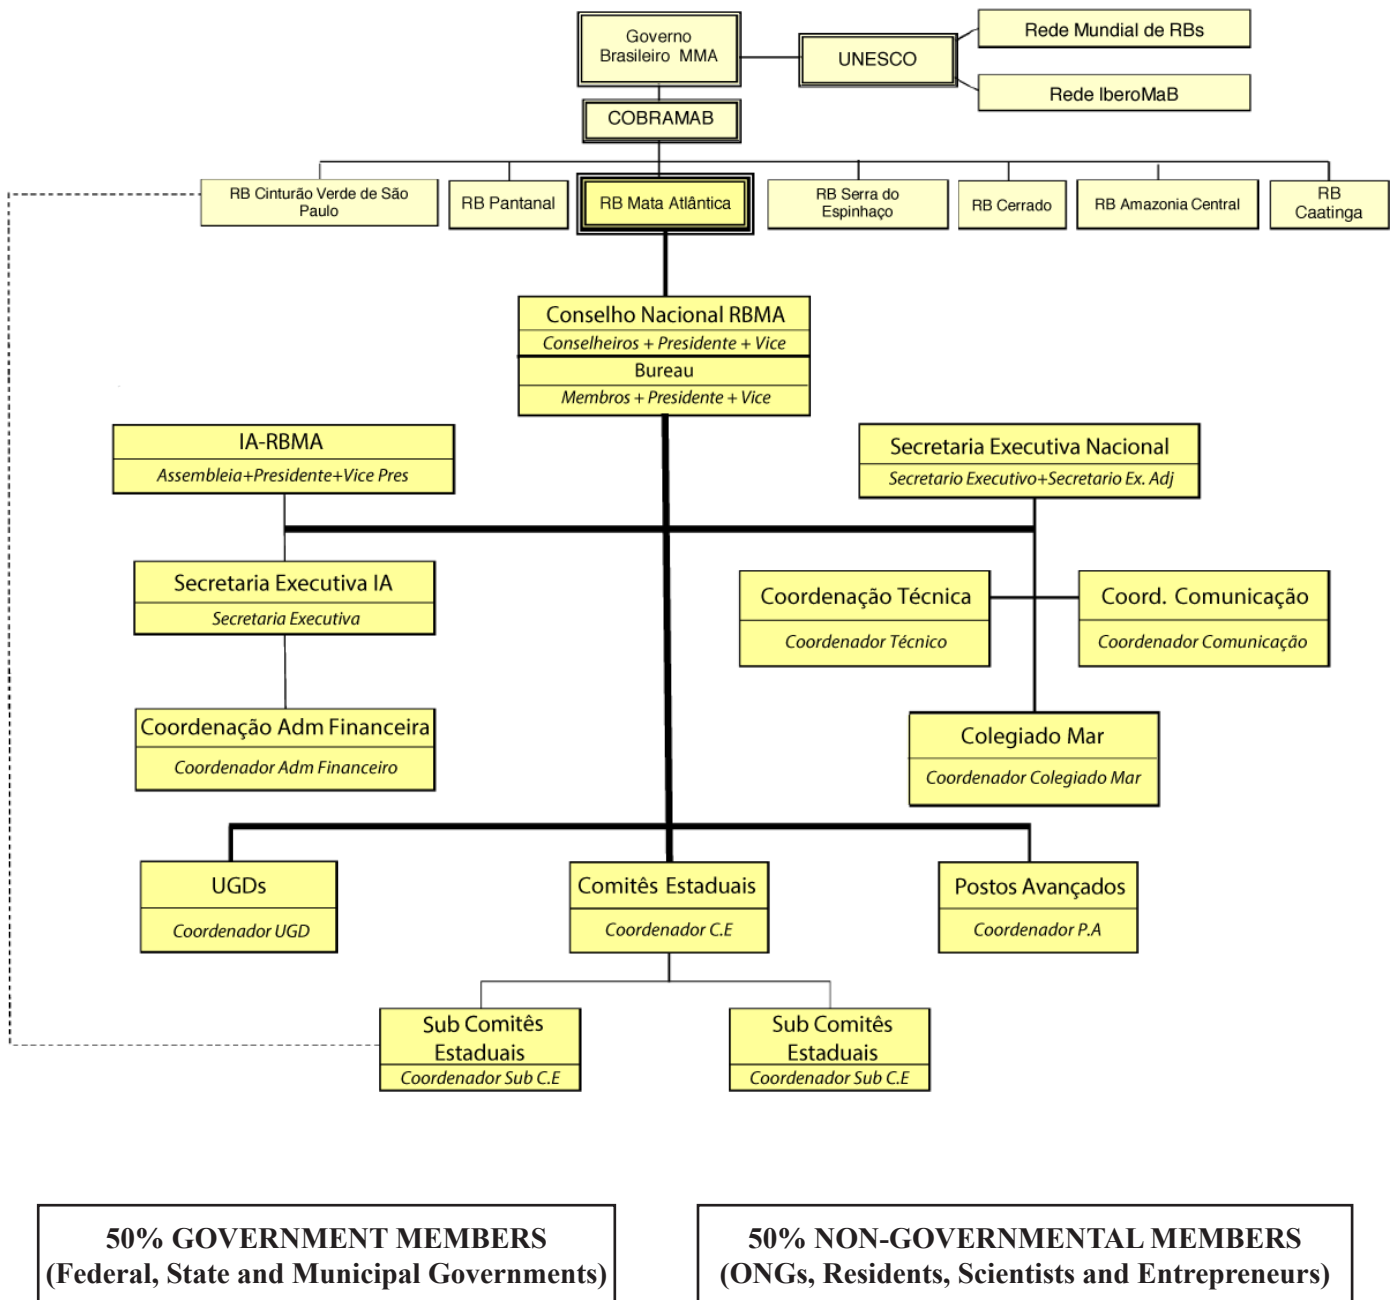 Governo
Brasileiro MMA
UNESCO
Rede Mundial de RBs
Rede IberoMaB
COBRAMAB
RB Cinturão Verde de São
Paulo
RB Pantanal
RB Mata Atlântica
RB Serra do
Espinhaço
RB Cerrado
RB Amazonia Central
RB
Caatinga
Conselho Nacional RBMA
Conselheiros + Presidente + Vice
Bureau
Membros + Presidente + Vice
IA-RBMA
Assembleia+Presidente+Vice Pres
Secretaria Executiva Nacional
Secretario Executivo+Secretario Ex. Adj
Secretaria Executiva IA
Secretaria Executiva
Coordenação Técnica
Coordenador Técnico
Coord. Comunicação
Coordenador Comunicação
Coordenação Adm Financeira
Coordenador Adm Financeiro
Colegiado Mar
Coordenador Colegiado Mar
UGDs
Coordenador UGD
Comitês Estaduais
Coordenador C.E
Postos Avançados
Coordenador P.A
Sub Comitês
Estaduais
Coordenador Sub C.E
Sub Comitês
Estaduais
Coordenador Sub C.E
50% GOVERNMENT MEMBERS
(Federal, State and Municipal Governments)
50% NON-GOVERNMENTAL MEMBERS
(ONGs, Residents, Scientists and Entrepreneurs)